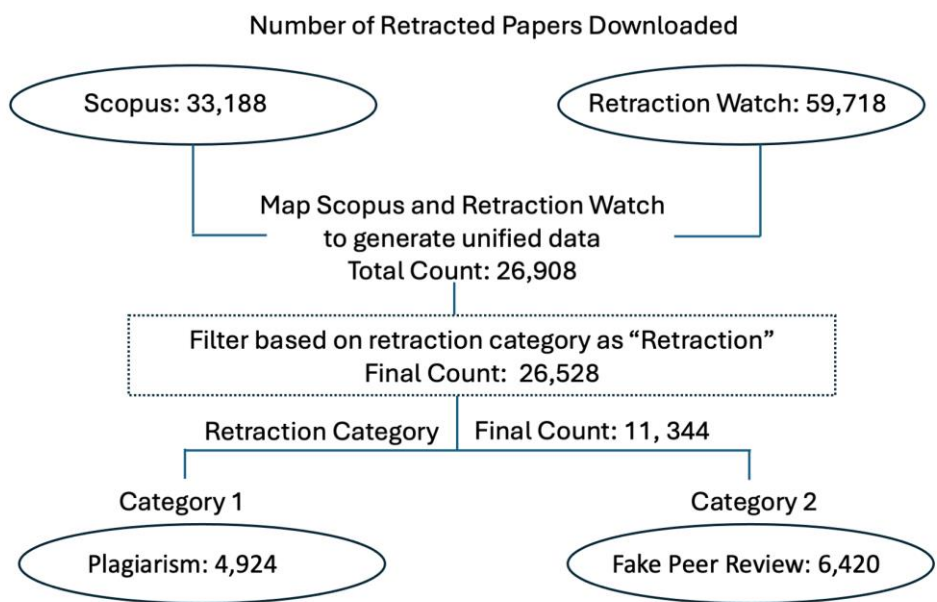 Number of Retracted Papers Downloaded
Scopus: 33,188
Retraction Watch: 59,718
Map Scopus and Retraction Watch
to generate unified data
Total Count: 26,908
Filter based on retraction category as “Retraction”
Final Count: 26,528
Retraction Category
Final Count: 11, 344
Category 1
Category 2
Plagiarism: 4,924
Fake Peer Review: 6,420